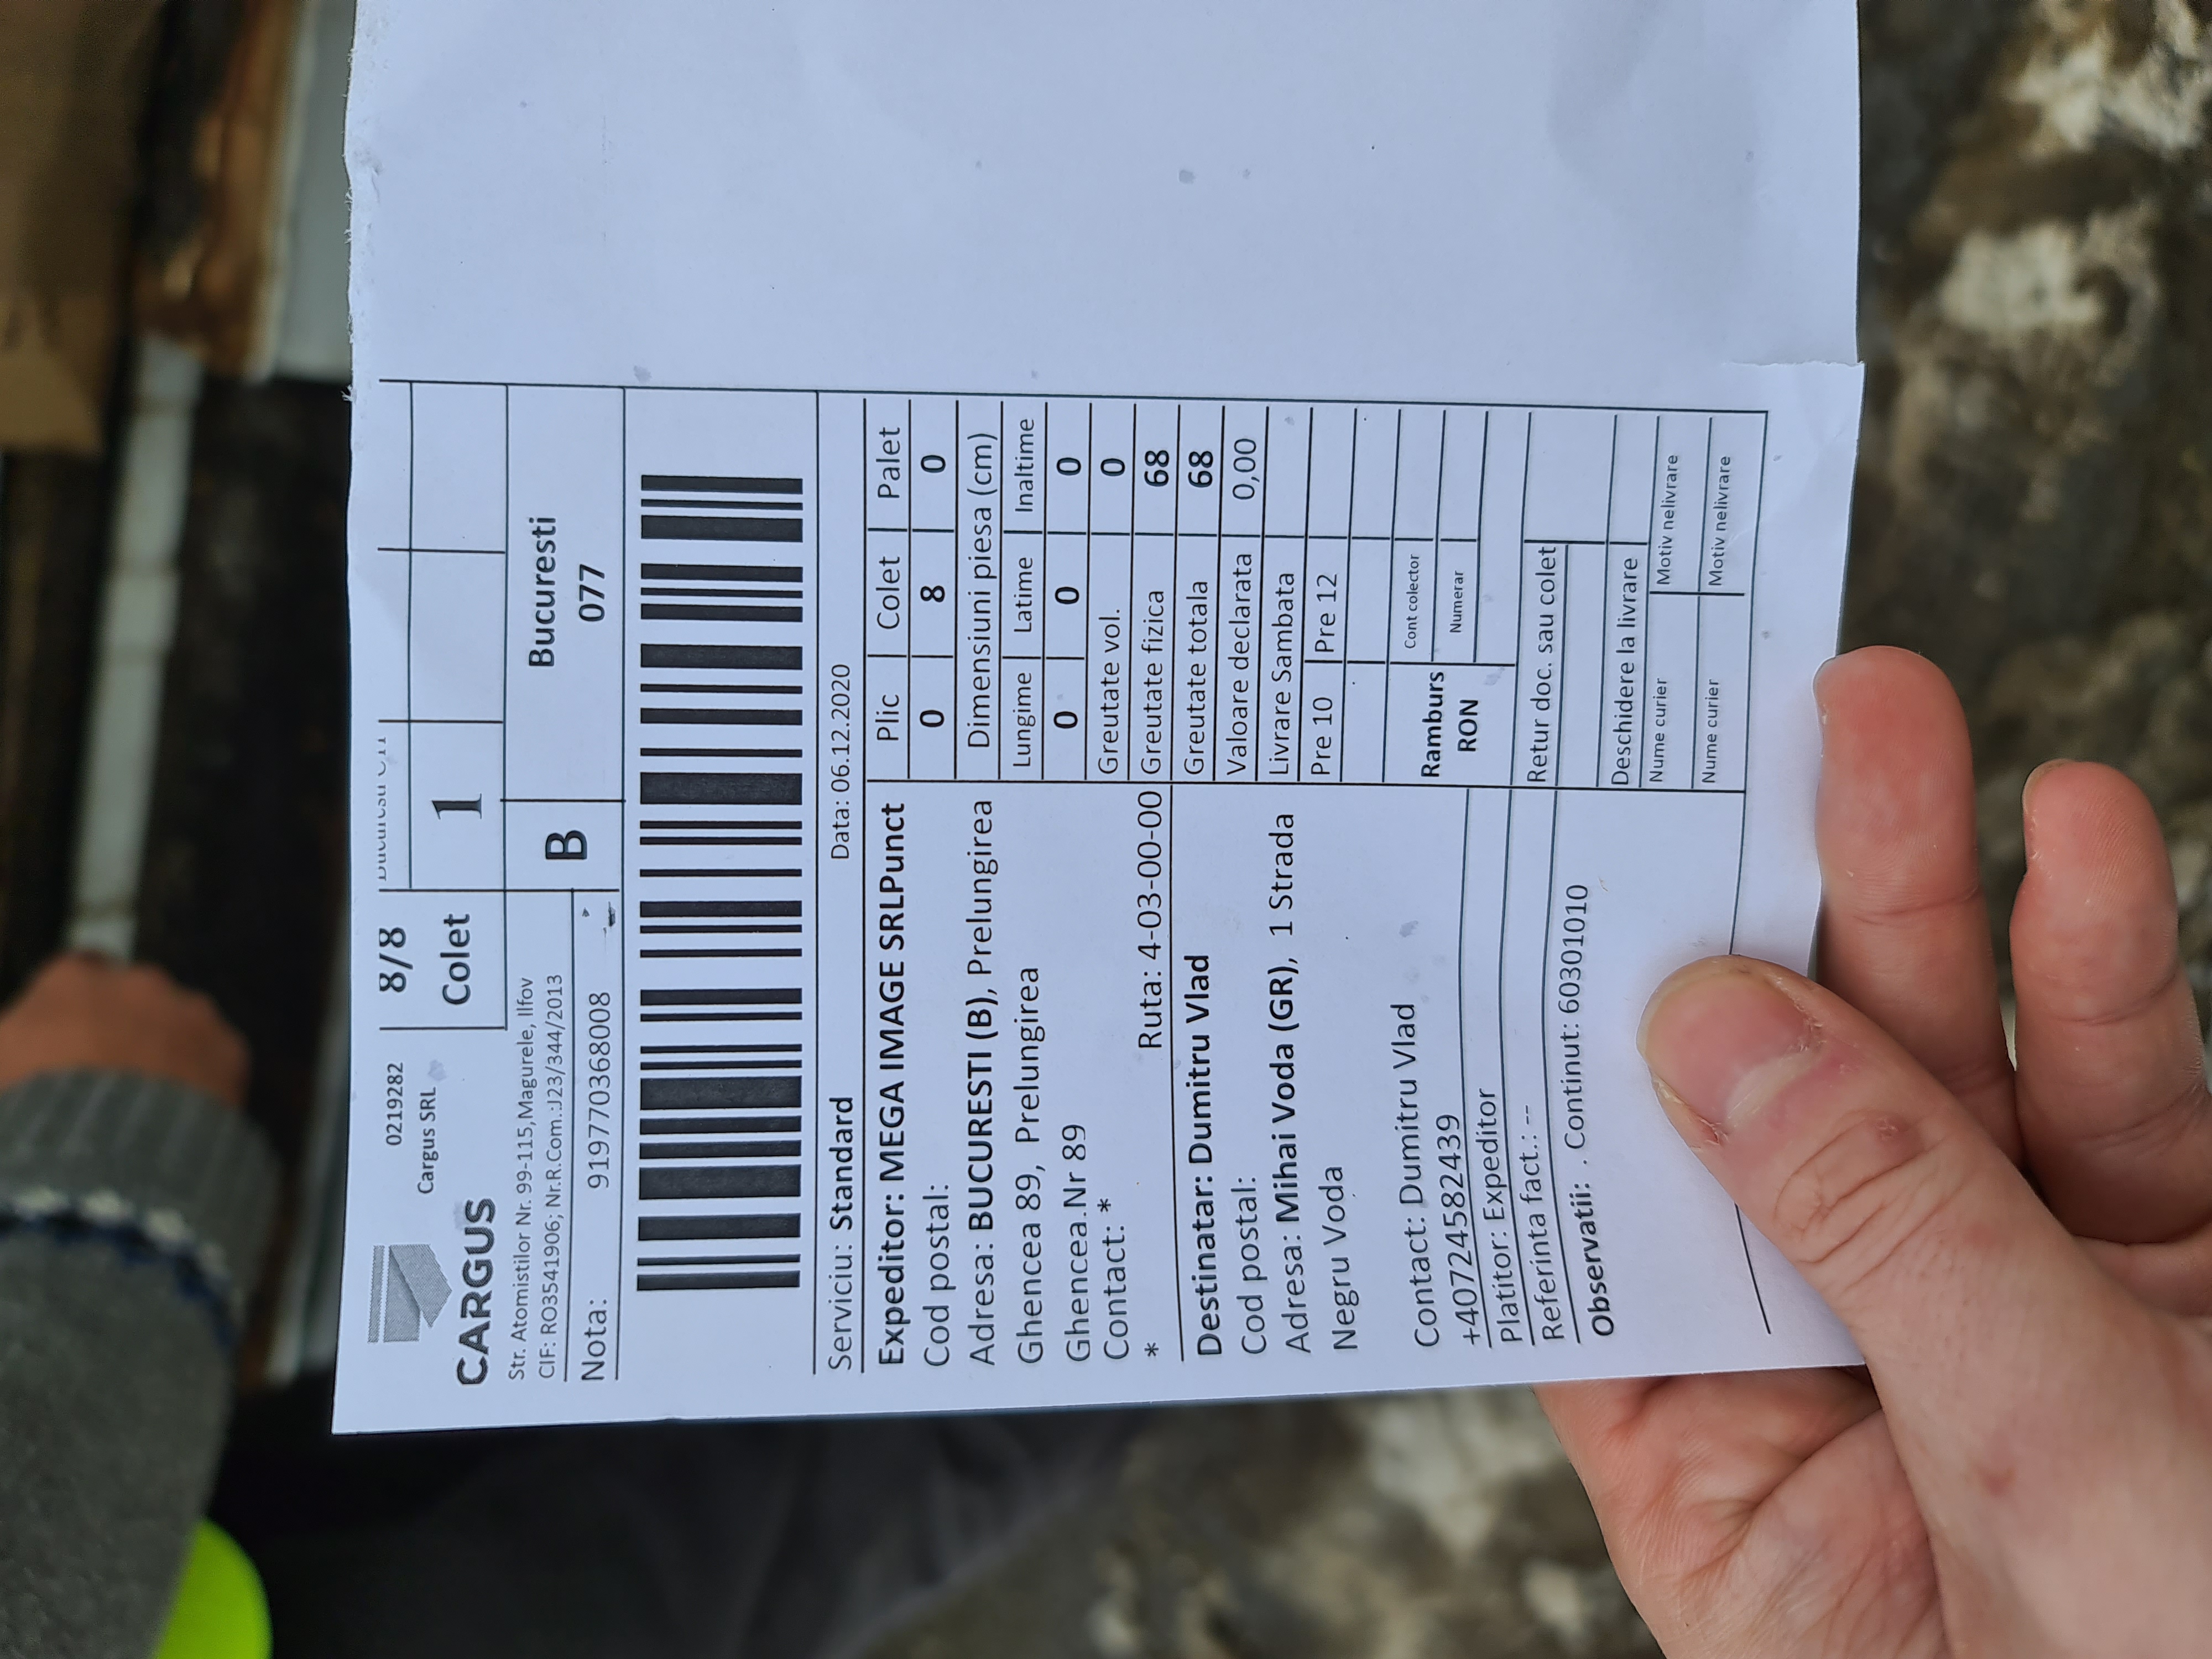 0219282 8/8
Cargus SRL
CARGUS
Colet 1
Str. Atomistilor Nr. 99-115,Magurele, Ilfov
CIF: RO3541906; Nr.R.Com.:J23/344/2013
B Bucuresti
077
Nota: 919770368008
Serviciu: Standard Data: 06.12.2020
Expeditor: MEGA IMAGE SRLPunct
Cod postal:
Adresa: BUCURESTI (B), Prelungirea
Ghencea 89, Prelungirea
Ghencea.Nr 89
Contact: *
* Ruta: 4-03-00-00
Destinatar: Dumitru Vlad
Cod postal:
Adresa: Mihai Voda (GR), 1 Strada
Negru Voda
Contact: Dumitru Vlad
+40724582439
Platitor: Expeditor
Referinta fact.: --
Observatii: . Continut: 60301010
Plic Colet Palet
0 8 0
Dimensiuni piesa (cm)
Lungime Latime Inaltime
0 0 0
Greutate vol. 0
Greutate fizica 68
Greutate totala 68
Valoare declarata 0,00
Livrare Sambata
Pre 10 Pre 12
Ramburs
RON
Cont colector
Numerar
Retur doc. sau colet
Deschidere la livrare
Nume curier Motiv nelivrare
Nume curier Motiv nelivrare